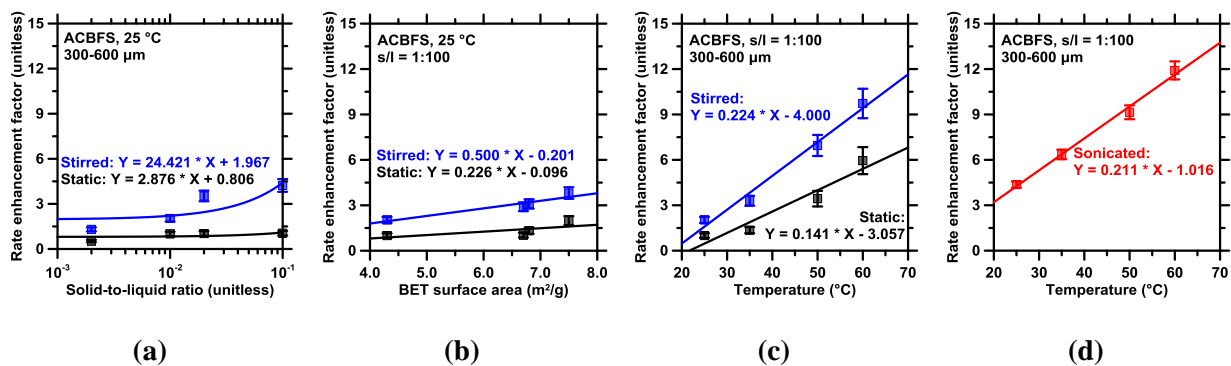 Rate enhancement factor (unitless)
15
12
9
6
3
0
ACBFS, 25 °C
300-600 µm
Stirred: Y = 24.421 * X + 1.967
Static: Y = 2.876 * X + 0.806
10-3
10-2
10-1
Solid-to-liquid ratio (unitless)
(a)
Rate enhancement factor (unitless)
15
12
9
6
3
0
ACBFS, 25 °C
s/l = 1:100
Stirred: Y = 0.500 * X - 0.201
Static: Y = 0.226 * X - 0.096
4.0 5.0 6.0 7.0 8.0
BET surface area (m²/g)
(b)
Rate enhancement factor (unitless)
15
12
9
6
3
0
ACBFS, s/l = 1:100
300-600 µm
Stirred:
Y = 0.224 * X - 4.000
Static:
Y = 0.141 * X - 3.057
20 30 40 50 60 70
Temperature (°C)
(c)
Rate enhancement factor (unitless)
15
12
9
6
3
0
ACBFS, s/l = 1:100
300-600 µm
Sonicated:
Y = 0.211 * X - 1.016
20 30 40 50 60 70
Temperature (°C)
(d)